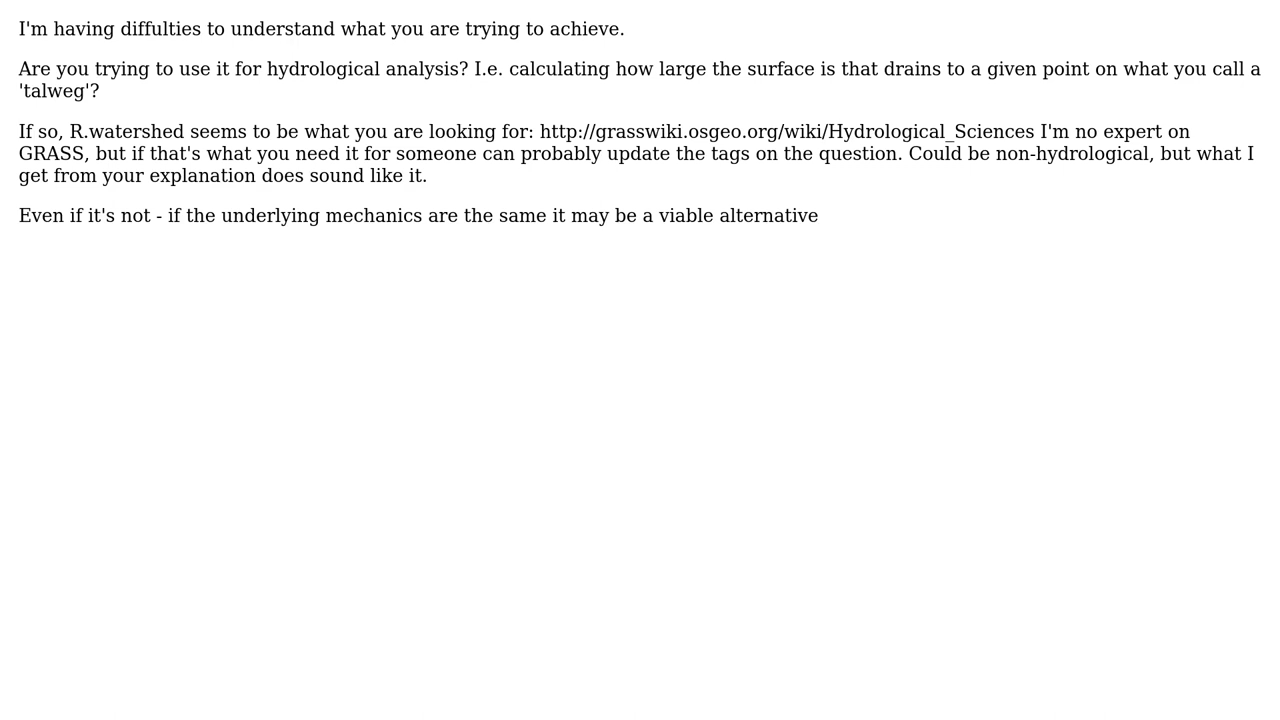 I'm having diffulties to understand what you are trying to achieve.
Are you trying to use it for hydrological analysis? I.e. calculating how large the surface is that drains to a given point on what you call a
'talweg'?
If so, R.watershed seems to be what you are looking for: http://grasswiki.osgeo.org/wiki/Hydrological_Sciences I'm no expert on
GRASS, but if that's what you need it for someone can probably update the tags on the question. Could be non-hydrological, but what I
get from your explanation does sound like it.
Even if it's not - if the underlying mechanics are the same it may be a viable alternative